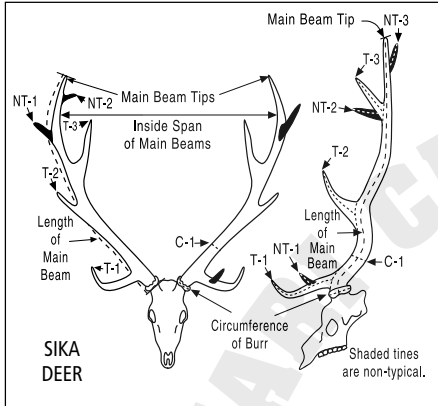 Main Beam Tip
NT-3
T-3
NT-2
T-2
Length
of
Main
Beam
C-1
T-1
NT-1
Main Beam Tips
NT-1
NT-2
T-3
Inside Span
of Main Beams
T-2
Length
of
Main
Beam
C-1
T-1
Circumference
of Burr
SIKA
DEER
Shaded tines
are non-typical.